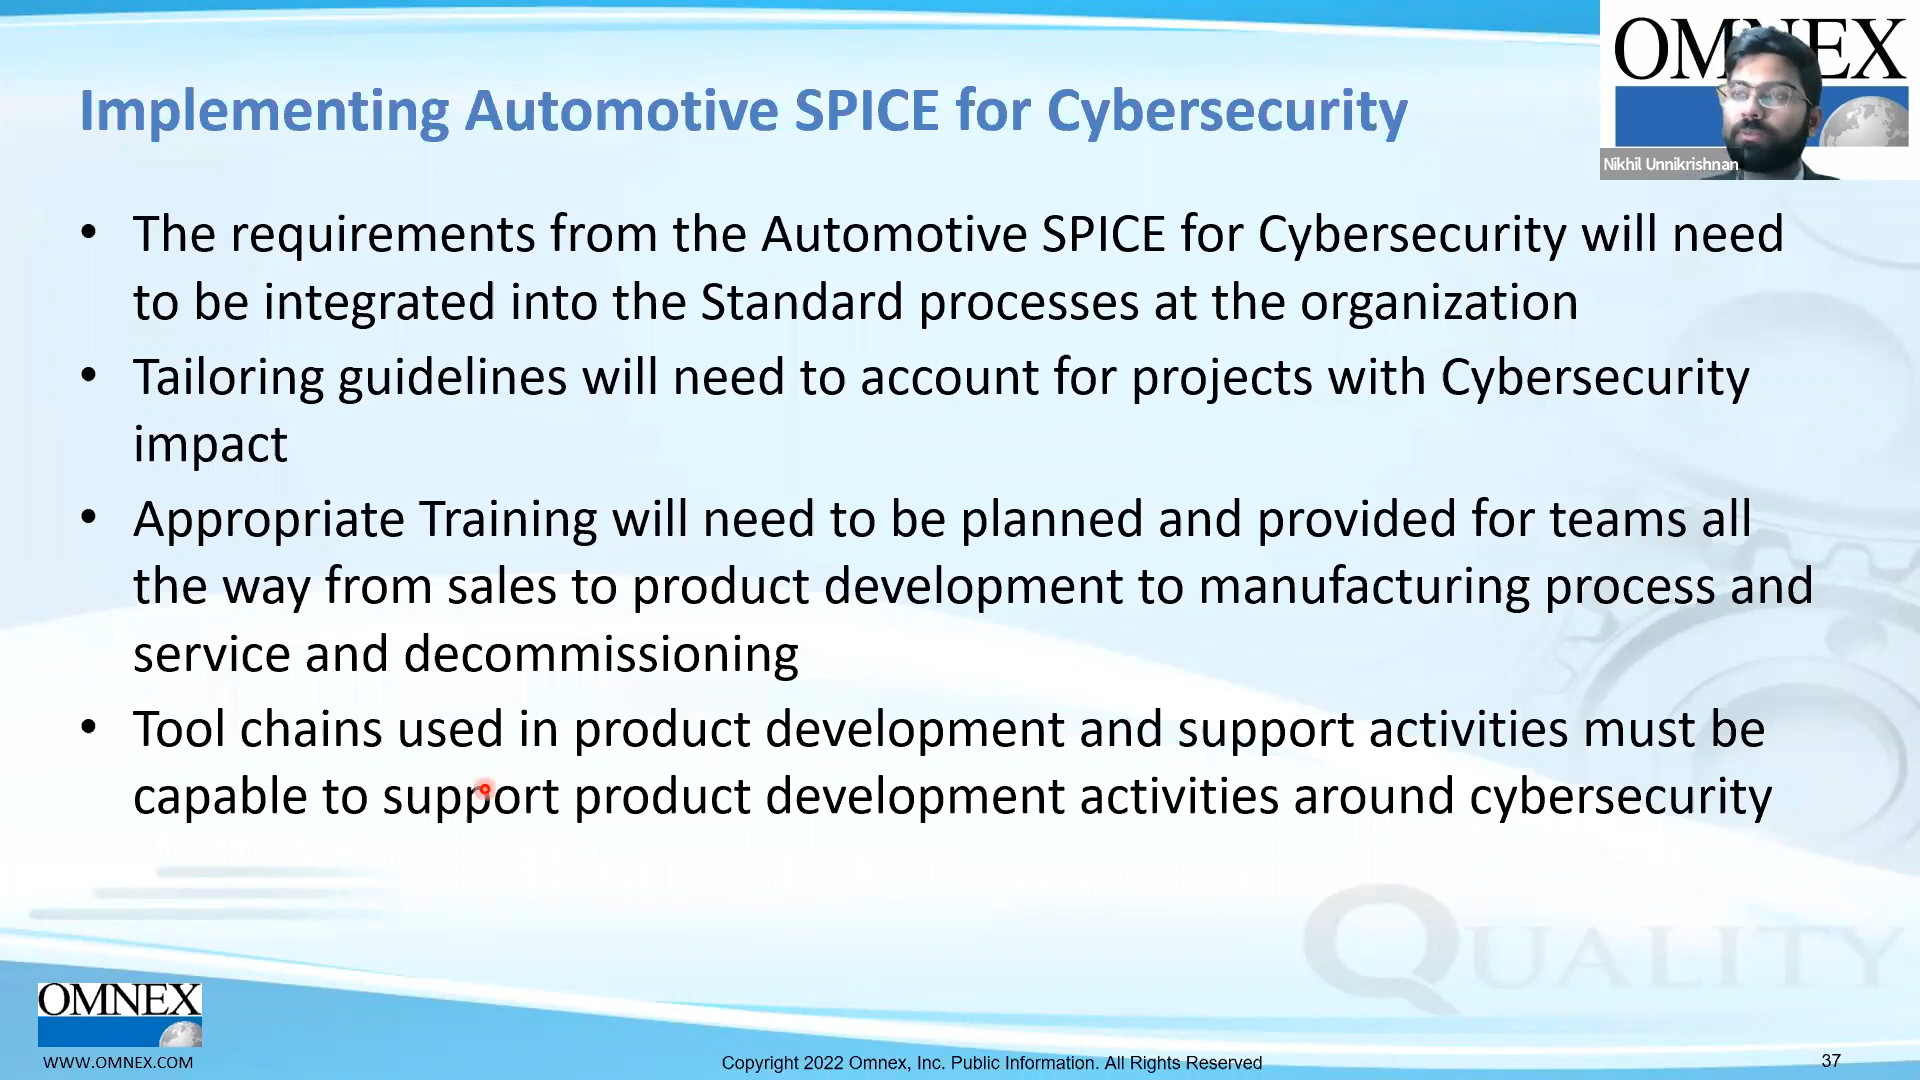 OMNEX
Implementing Automotive SPICE for Cybersecurity
Nikhil Unnikrishnan
• The requirements from the Automotive SPICE for Cybersecurity will need
to be integrated into the Standard processes at the organization
• Tailoring guidelines will need to account for projects with Cybersecurity
impact
• Appropriate Training will need to be planned and provided for teams all
the way from sales to product development to manufacturing process and
service and decommissioning
• Tool chains used in product development and support activities must be
capable to support product development activities around cybersecurity
QUALITY
OMNEX
WWW.OMNEX.COM
Copyright 2022 Omnex, Inc. Public Information. All Rights Reserved
37